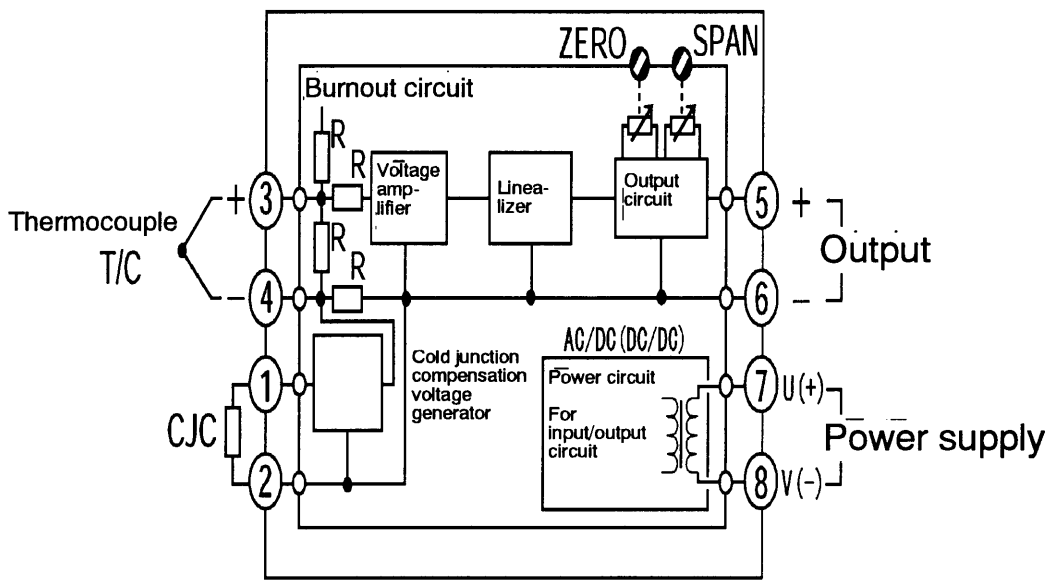 ZERO SPAN
Burnout circuit
R
R
Voltage
amp-
lifier
Linea-
lizer
Output
circuit
+ 3
5 +
Thermocouple
T/C
R
R
Output
- 4
6 -
AC/DC (DC/DC)
Cold junction
compensation
voltage
generator
Power circuit
For
input/output
circuit
1
7 U(+)
CJC
Power supply
2
8 V(-)